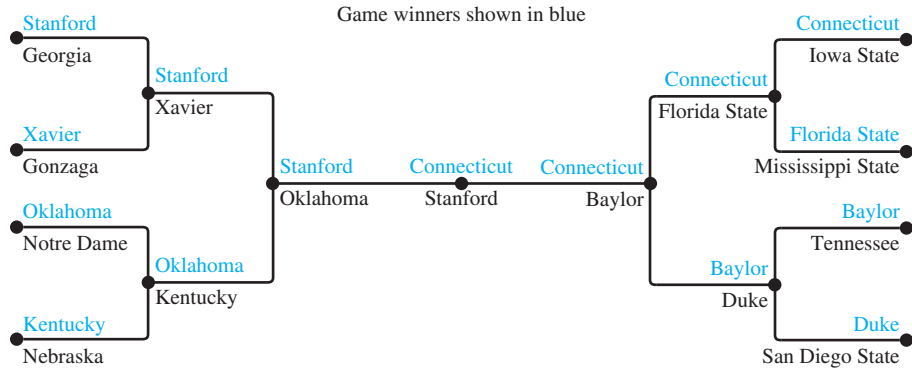 Game winners shown in blue
Stanford
Georgia
Xavier
Gonzaga
Oklahoma
Notre Dame
Kentucky
Nebraska
Stanford
Xavier
Oklahoma
Kentucky
Stanford
Oklahoma
Connecticut
Stanford
Connecticut
Baylor
Connecticut
Florida State
Baylor
Duke
Connecticut
Iowa State
Florida State
Mississippi State
Baylor
Tennessee
Duke
San Diego State